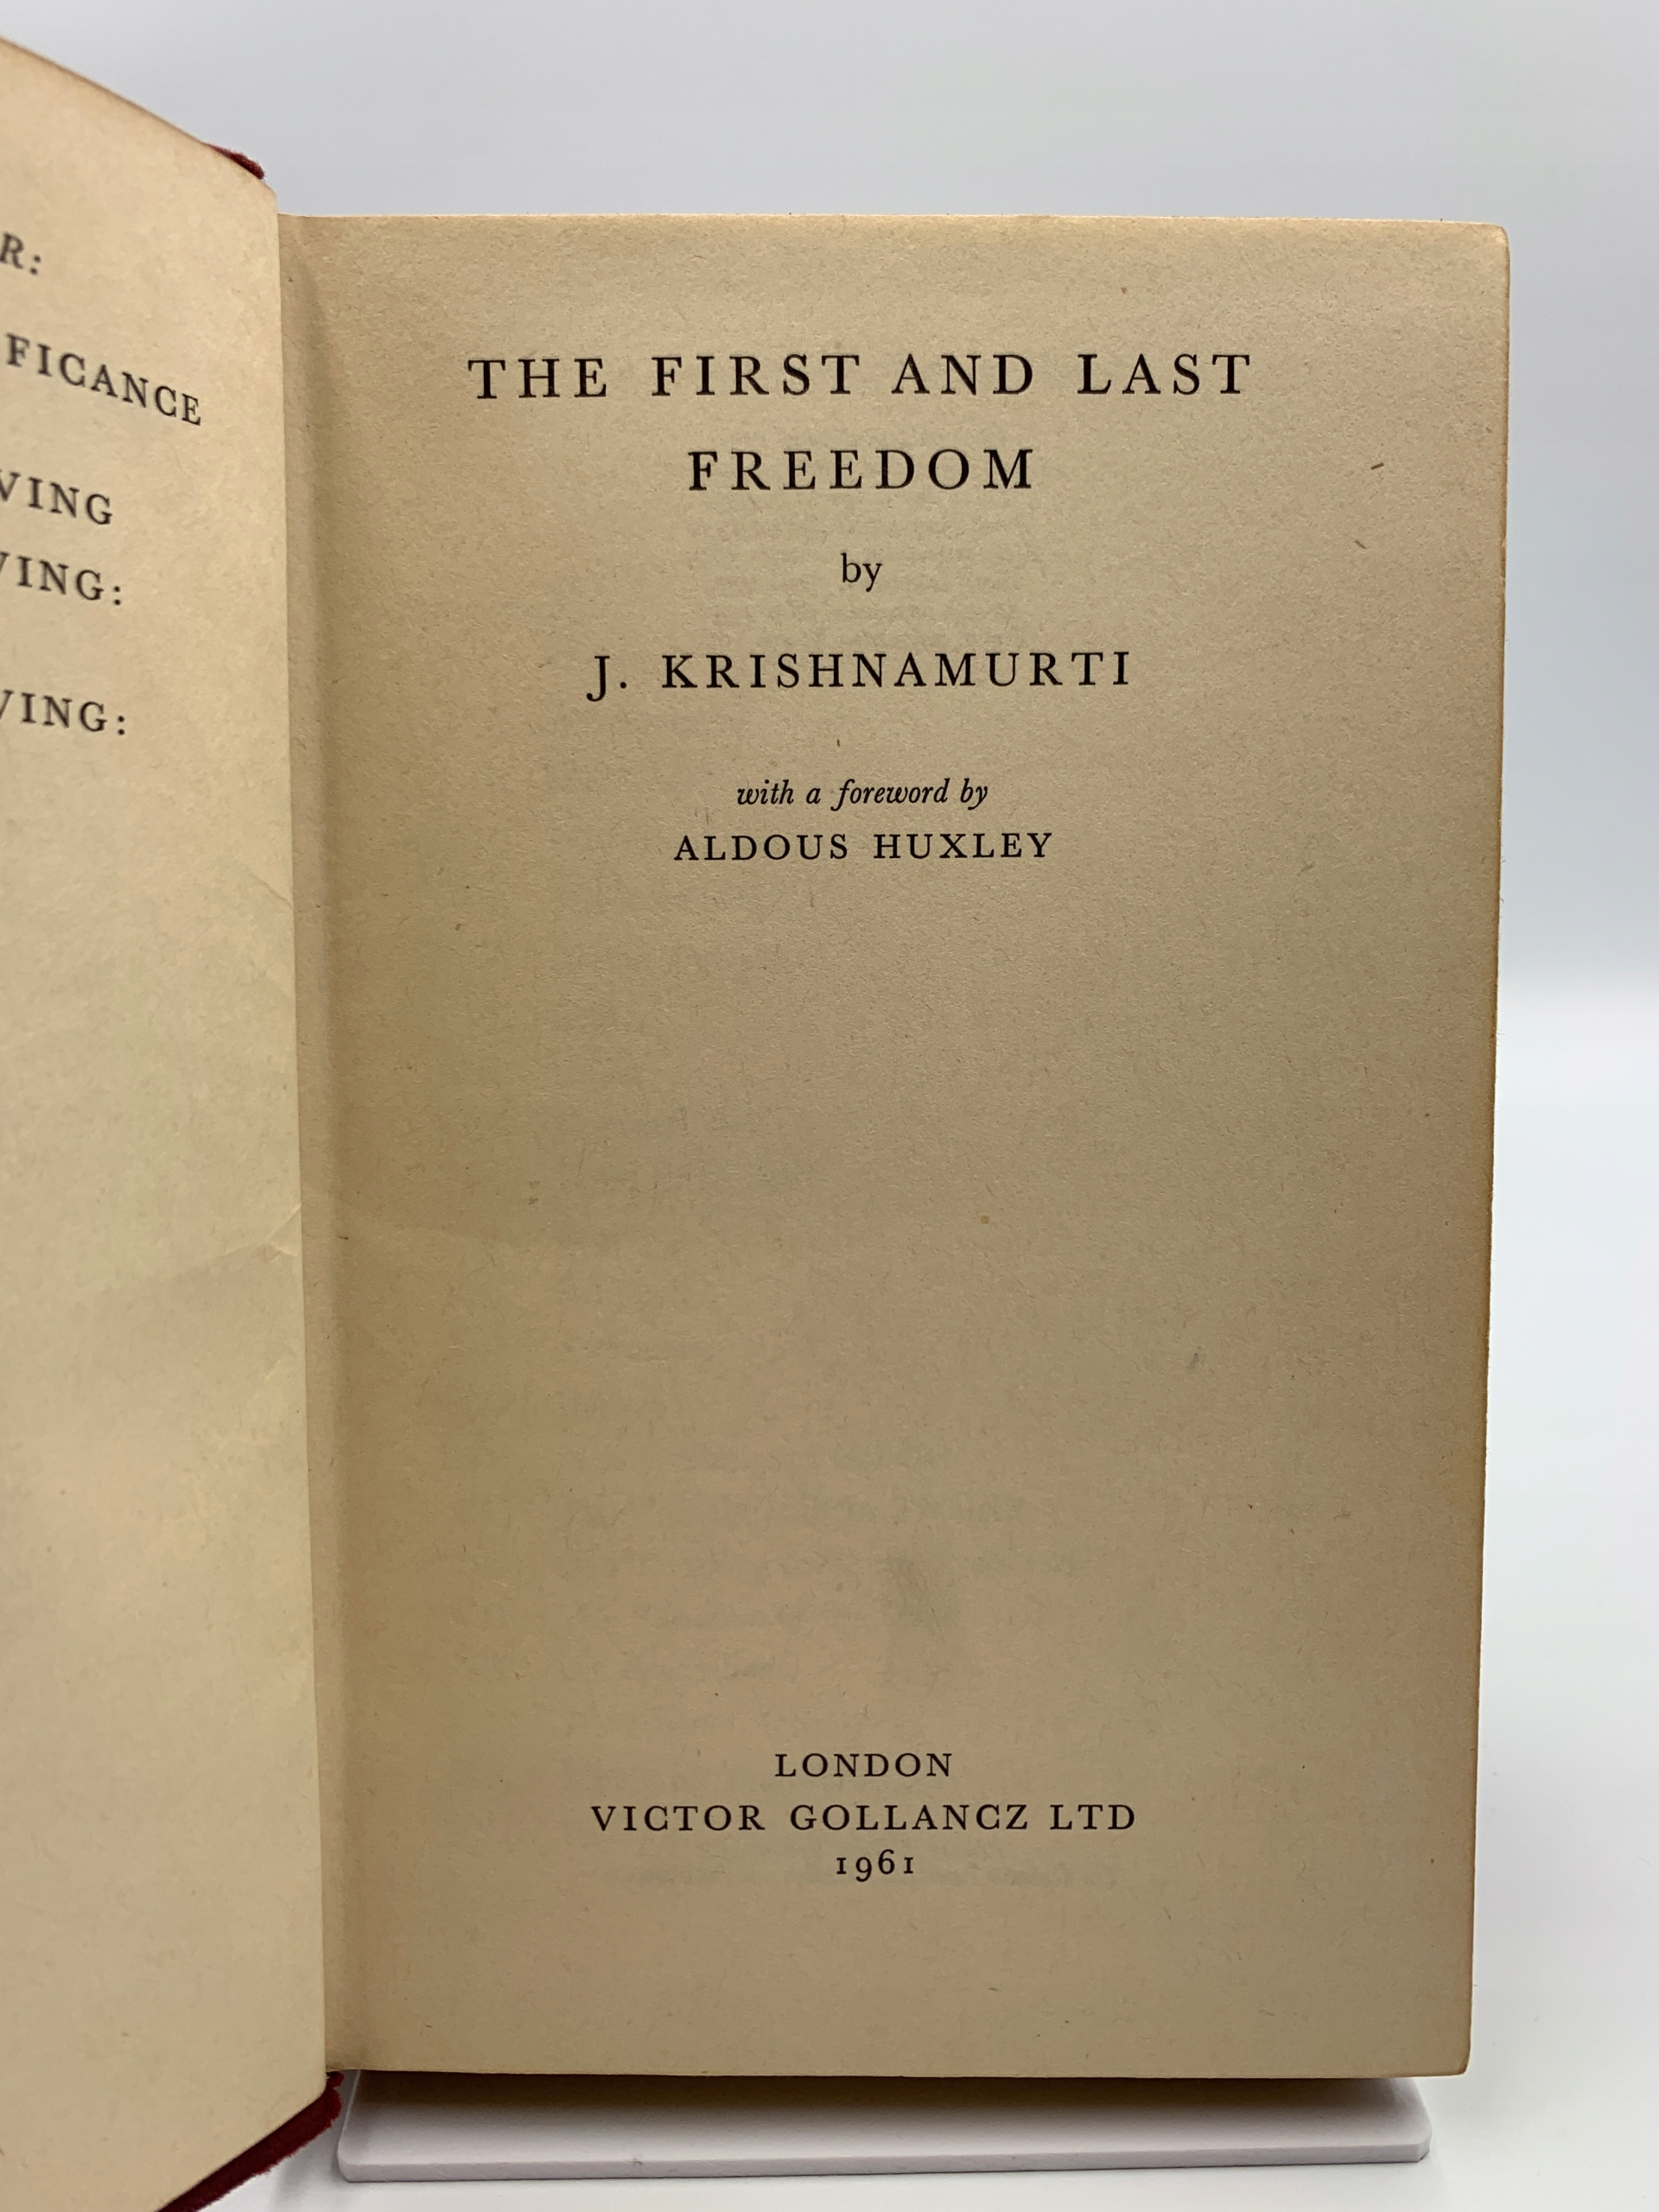 R:
FICANCE
VING
VING:
VING:
THE FIRST AND LAST
FREEDOM
by
J. KRISHNAMURTI
with a foreword by
ALDOUS HUXLEY
LONDON
VICTOR GOLLANCZ LTD
1961